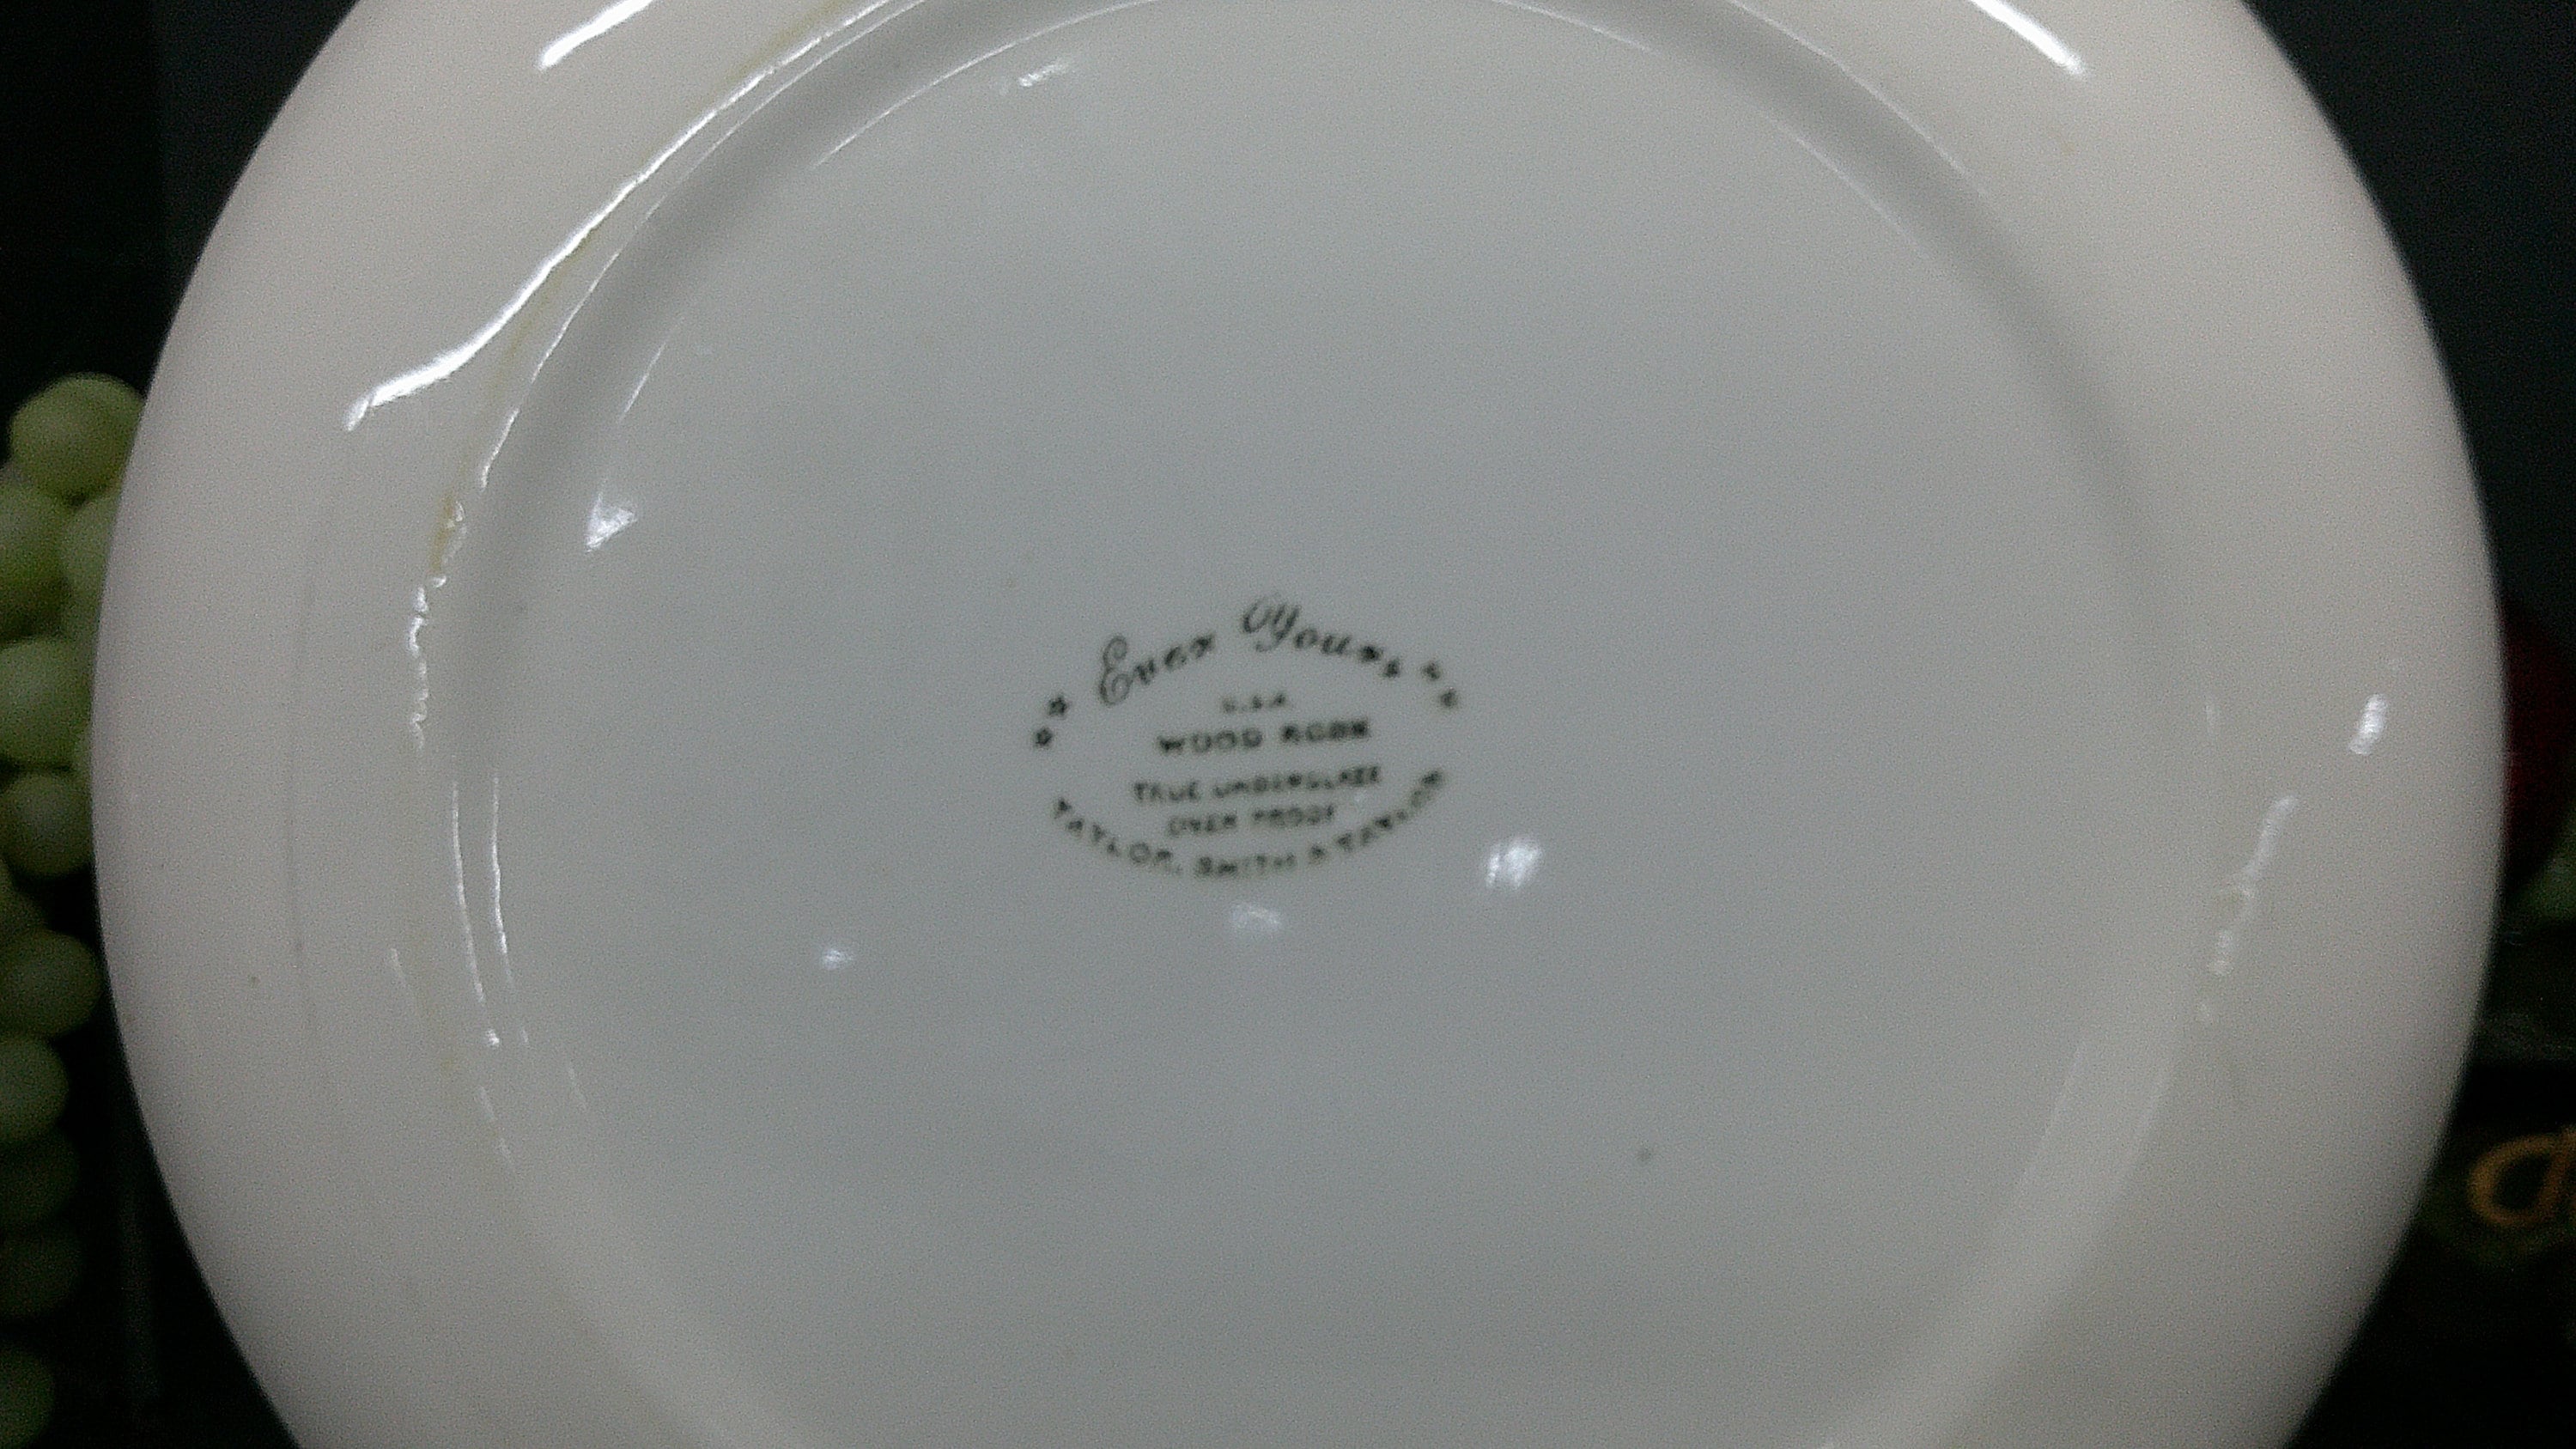 Ever Yours
U.S.A.
WOOD ROSE
TRUE UNDERGLAZE
OVEN PROOF
TAYLOR, SMITH & TAYLOR